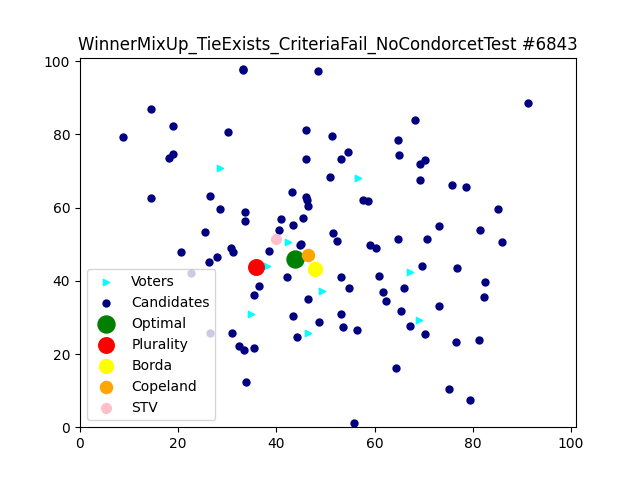 WinnerMixUp_TieExists_CriteriaFail_NoCondorcetTest #6843
100
80
60
40
20
0
Voters
Candidates
Optimal
Plurality
Borda
Copeland
STV
0 20 40 60 80 100